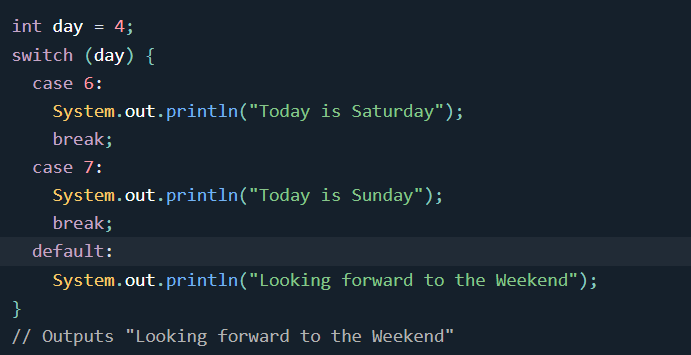 int day = 4;
switch (day) {
  case 6:
    System.out.println("Today is Saturday");
    break;
  case 7:
    System.out.println("Today is Sunday");
    break;
  default:
    System.out.println("Looking forward to the Weekend");
}
// Outputs "Looking forward to the Weekend"